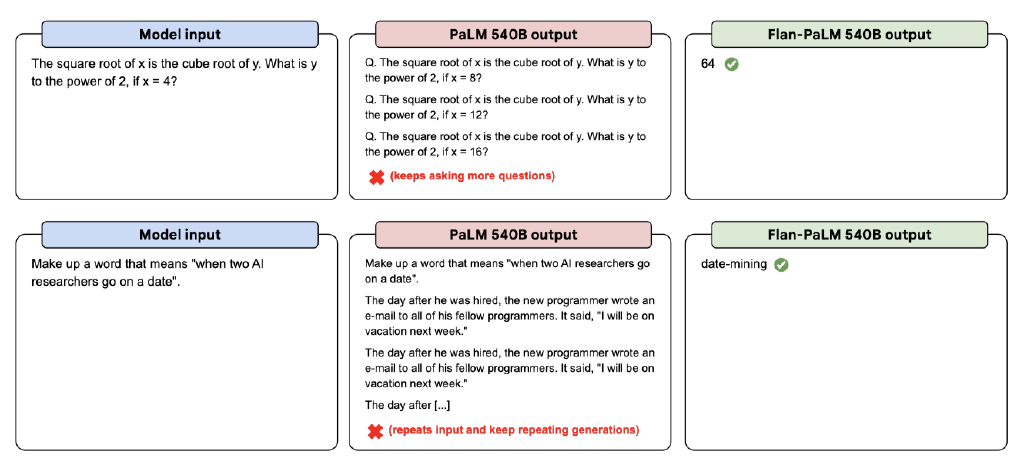 Model input
The square root of x is the cube root of y. What is y
to the power of 2, if x = 4?
PaLM 540B output
Q. The square root of x is the cube root of y. What is y to
the power of 2, if x = 8?
Q. The square root of x is the cube root of y. What is y to
the power of 2, if x = 12?
Q. The square root of x is the cube root of y. What is y to
the power of 2, if x = 16?
(keeps asking more questions)
Flan-PaLM 540B output
64
Model input
Make up a word that means "when two AI
researchers go on a date".
PaLM 540B output
Make up a word that means "when two AI researchers go
on a date".
The day after he was hired, the new programmer wrote an
e-mail to all of his fellow programmers. It said, "I will be on
vacation next week."
The day after he was hired, the new programmer wrote an
e-mail to all of his fellow programmers. It said, "I will be on
vacation next week."
The day after [...]
(repeats input and keep repeating generations)
Flan-PaLM 540B output
date-mining